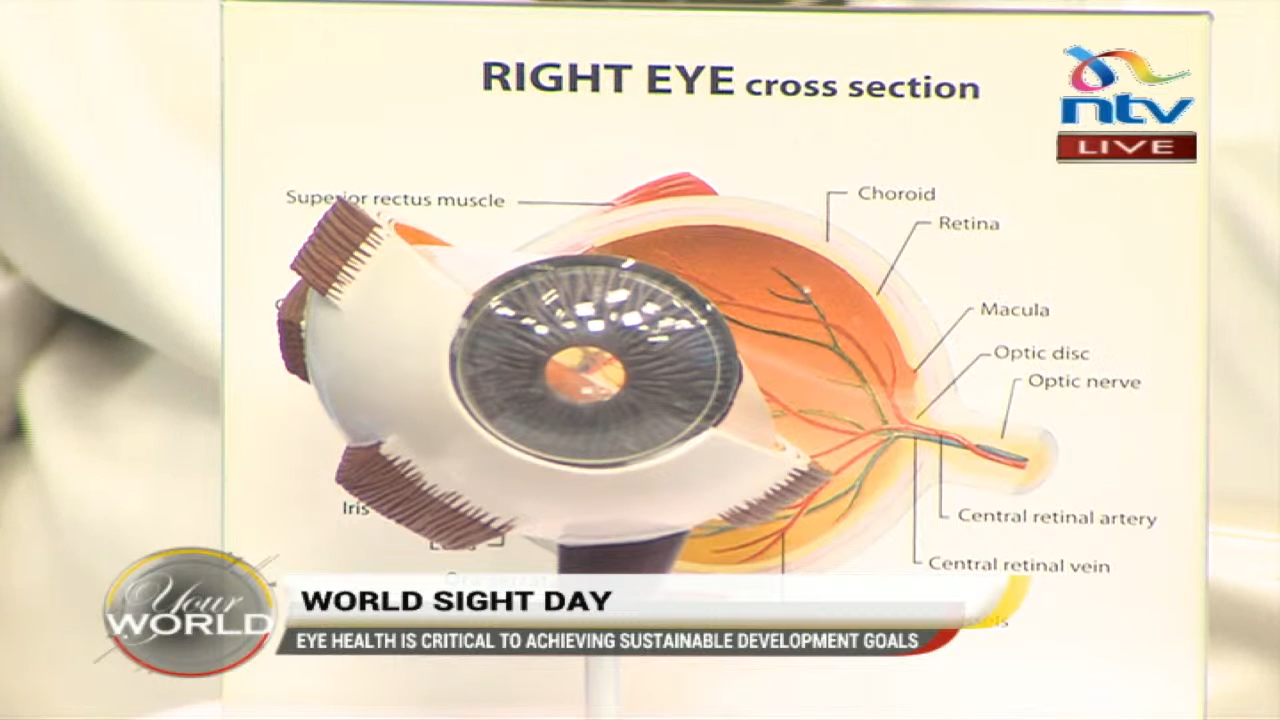 RIGHT EYE cross section
ntv
LIVE
Superior rectus muscle
Choroid
Retina
Macula
Optic disc
Optic nerve
Iris
Central retinal artery
Central retinal vein
Your
WORLD
WORLD SIGHT DAY
EYE HEALTH IS CRITICAL TO ACHIEVING SUSTAINABLE DEVELOPMENT GOALS